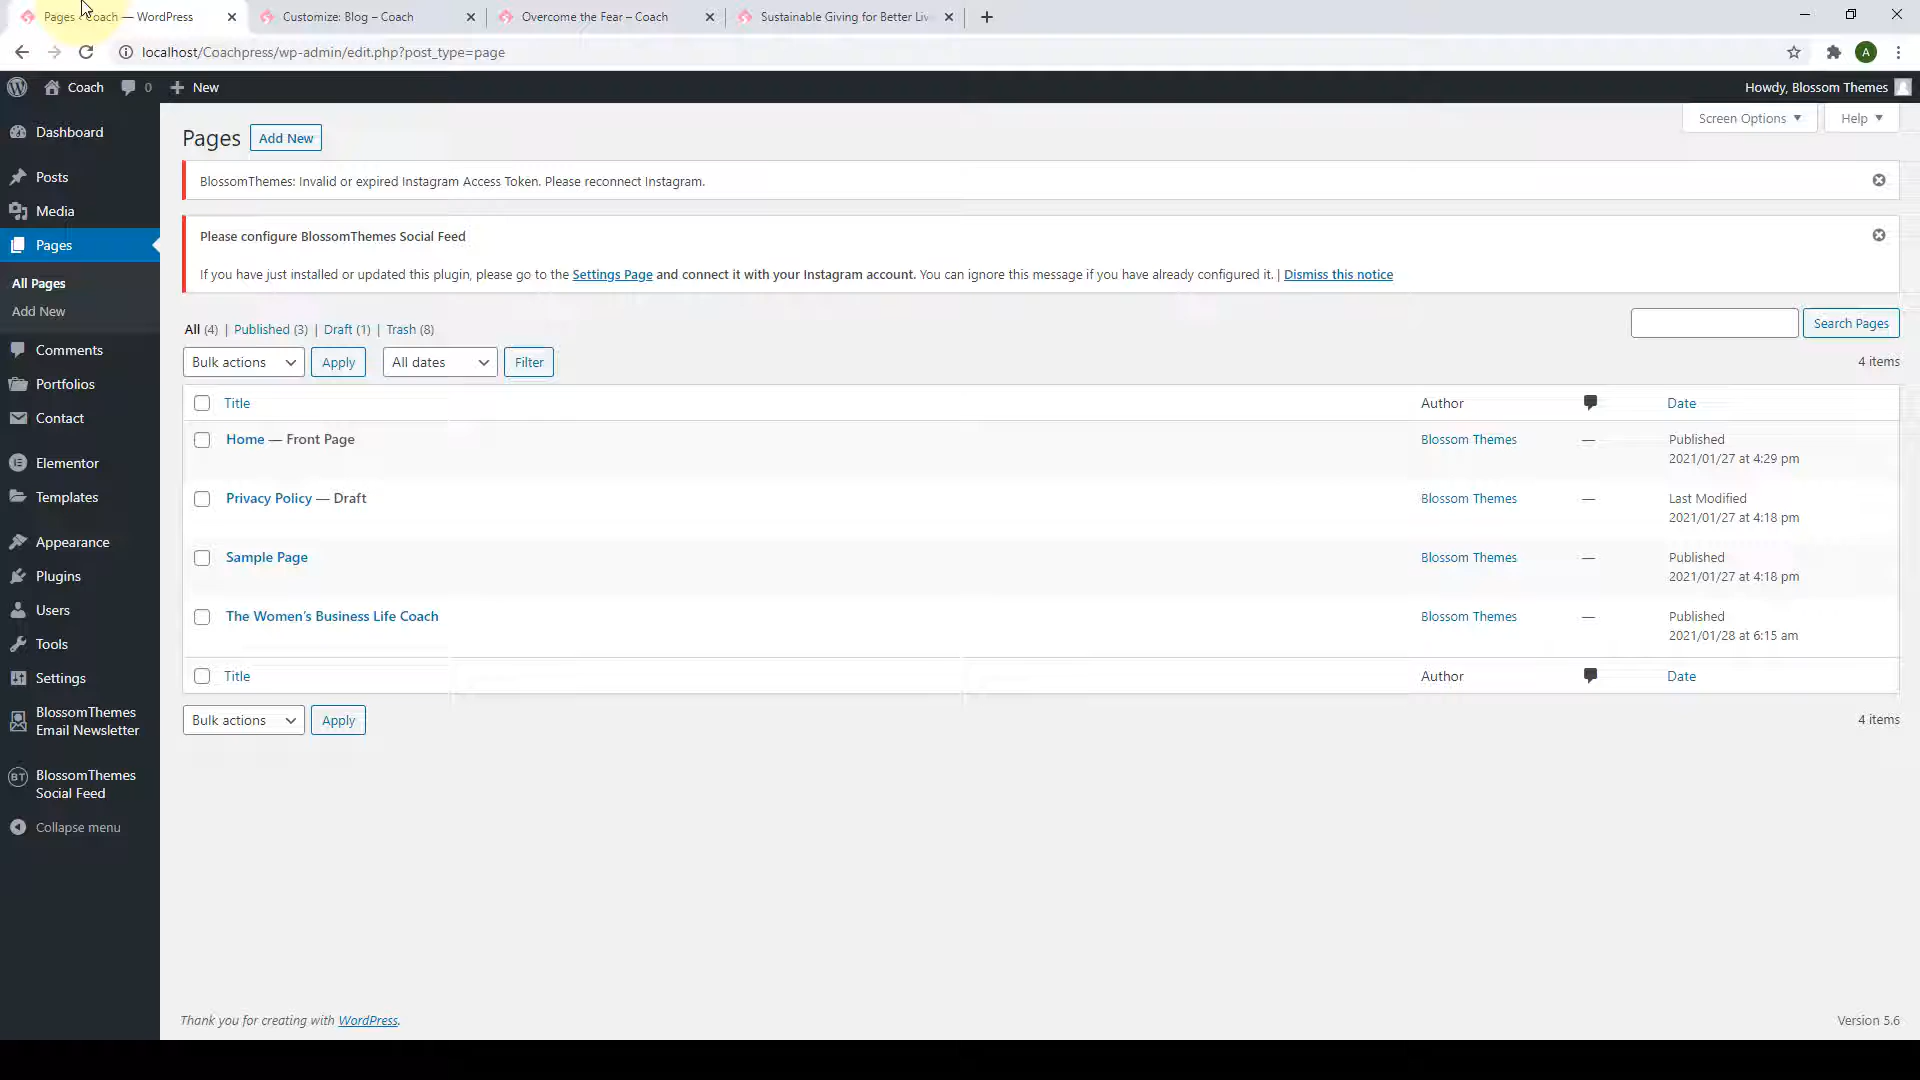 Pages ‹ Coach — WordPress
Customize: Blog – Coach
Overcome the Fear – Coach
Sustainable Giving for Better Liv
localhost/Coachpress/wp-admin/edit.php?post_type=page
A
Coach
0
New
Howdy, Blossom Themes
Dashboard
Posts
Media
Pages
All Pages
Add New
Comments
Portfolios
Contact
Elementor
Templates
Appearance
Plugins
Users
Tools
Settings
BlossomThemes
Email Newsletter
BT
BlossomThemes
Social Feed
Collapse menu
Screen Options
Help
Pages
Add New
BlossomThemes: Invalid or expired Instagram Access Token. Please reconnect Instagram.
Please configure BlossomThemes Social Feed
If you have just installed or updated this plugin, please go to the Settings Page and connect it with your Instagram account. You can ignore this message if you have already configured it. | Dismiss this notice
All (4) | Published (3) | Draft (1) | Trash (8)
Search Pages
Bulk actions
Apply
All dates
Filter
4 items
Title Author Date
Home — Front Page Blossom Themes — Published
2021/01/27 at 4:29 pm
Privacy Policy — Draft Blossom Themes — Last Modified
2021/01/27 at 4:18 pm
Sample Page Blossom Themes — Published
2021/01/27 at 4:18 pm
The Women's Business Life Coach Blossom Themes — Published
2021/01/28 at 6:15 am
Title Author Date
Bulk actions
Apply
4 items
Thank you for creating with WordPress.
Version 5.6